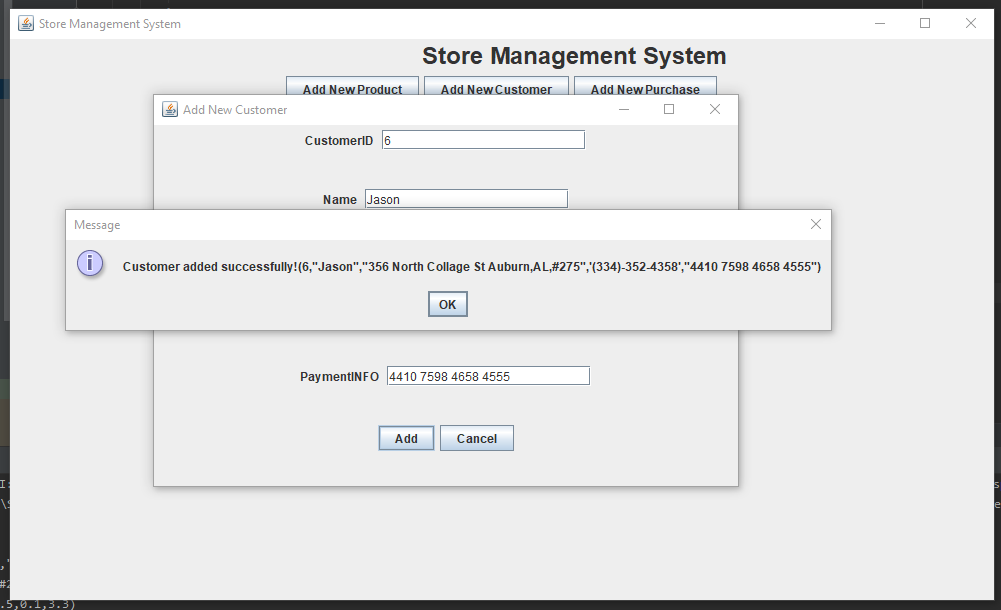 Store Management System
Store Management System
Add New Product Add New Customer Add New Purchase
Add New Customer
CustomerID 6
Name Jason
Message
Customer added successfully!(6,"Jason","356 North Collage St Auburn,AL,#275",'(334)-352-4358',"4410 7598 4658 4555")
OK
PaymentINFO 4410 7598 4658 4555
Add Cancel
.5,0.1,3.3)